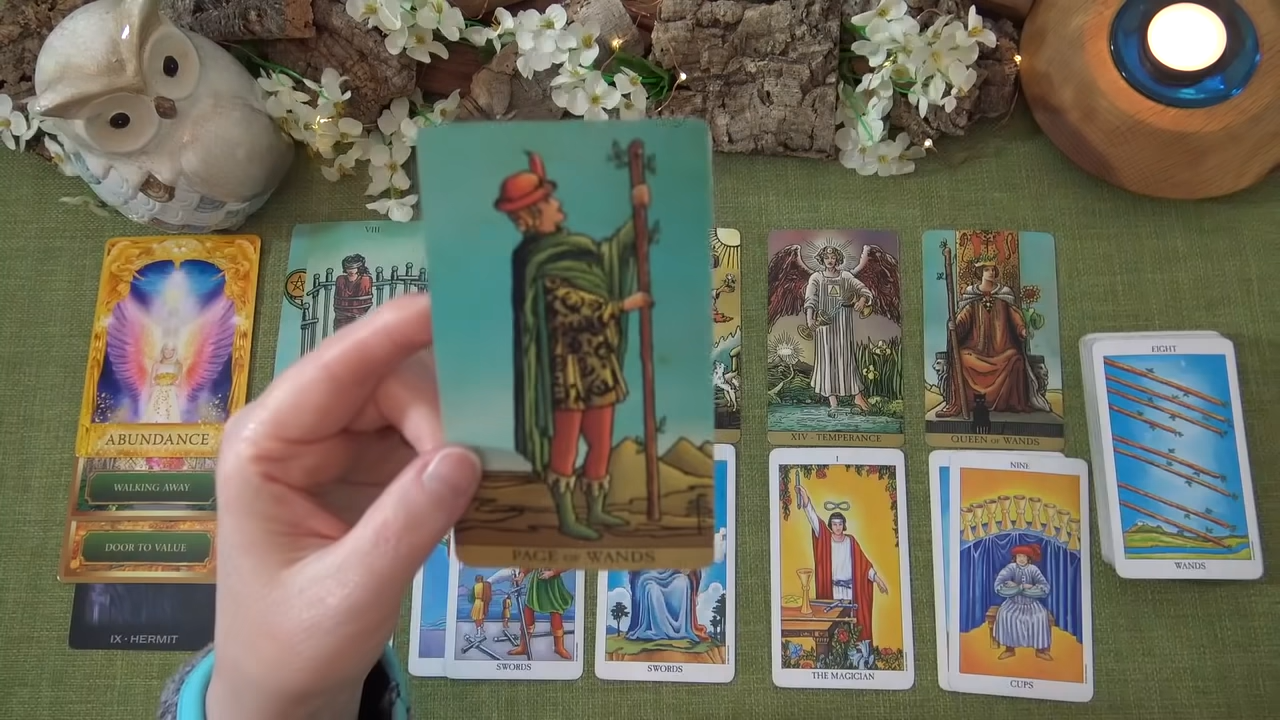 VIII
ABUNDANCE
WALKING AWAY
DOOR TO VALUE
IX · HERMIT
PAGE OF WANDS
XIV - TEMPERANCE
QUEEN OF WANDS
EIGHT
WANDS
SWORDS
SWORDS
I
THE MAGICIAN
NINE
CUPS